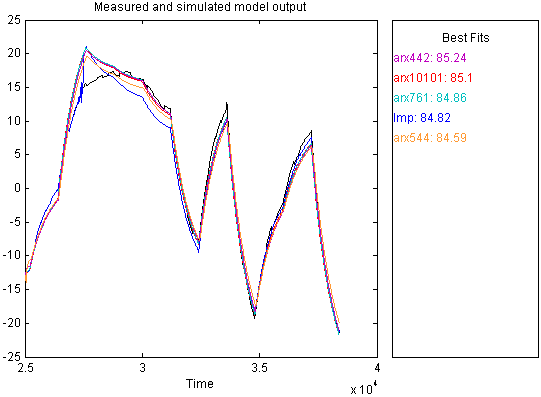 Measured and simulated model output
25
20
15
10
5
0
-5
-10
-15
-20
-25
2.5
3
3.5
4
Time
x 10^4
Best Fits
arx442: 85.24
arx10101: 85.1
arx761: 84.86
Imp: 84.82
arx544: 84.59